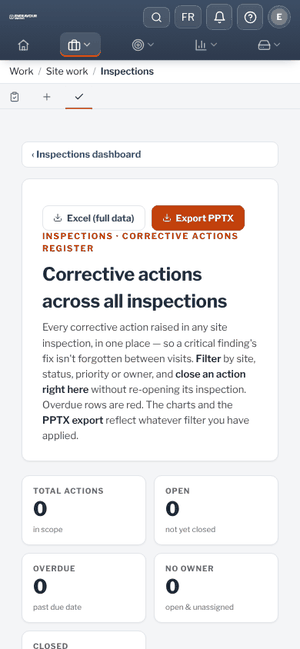 FR
E
Work / Site work / Inspections
‹ Inspections dashboard
Excel (full data)
Export PPTX
INSPECTIONS · CORRECTIVE ACTIONS
REGISTER
Corrective actions
across all inspections
Every corrective action raised in any site
inspection, in one place — so a critical finding's
fix isn't forgotten between visits. Filter by site,
status, priority or owner, and close an action
right here without re-opening its inspection.
Overdue rows are red. The charts and the
PPTX export reflect whatever filter you have
applied.
TOTAL ACTIONS
0
in scope
OPEN
0
not yet closed
OVERDUE
0
past due date
NO OWNER
0
open & unassigned
CLOSED